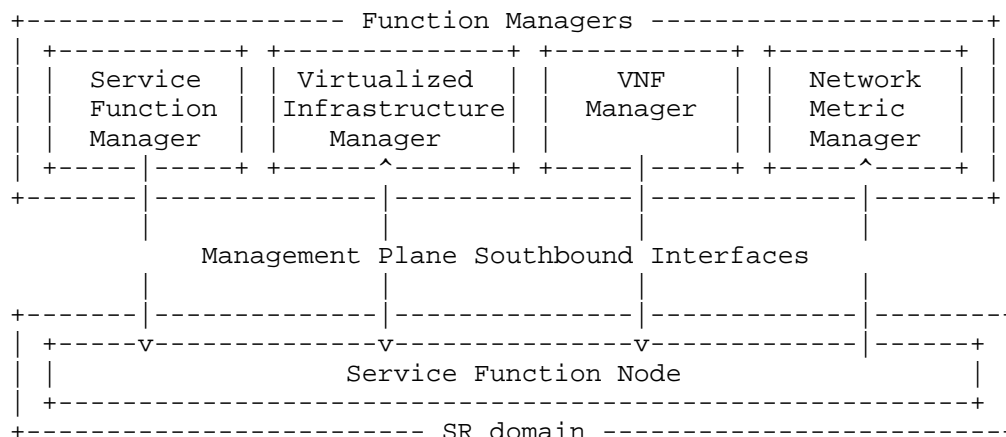 Function Managers
Service Virtualized VNF Network
Function Infrastructure Manager Metric
Manager Manager Manager
Management Plane Southbound Interfaces
Service Function Node
SR domain